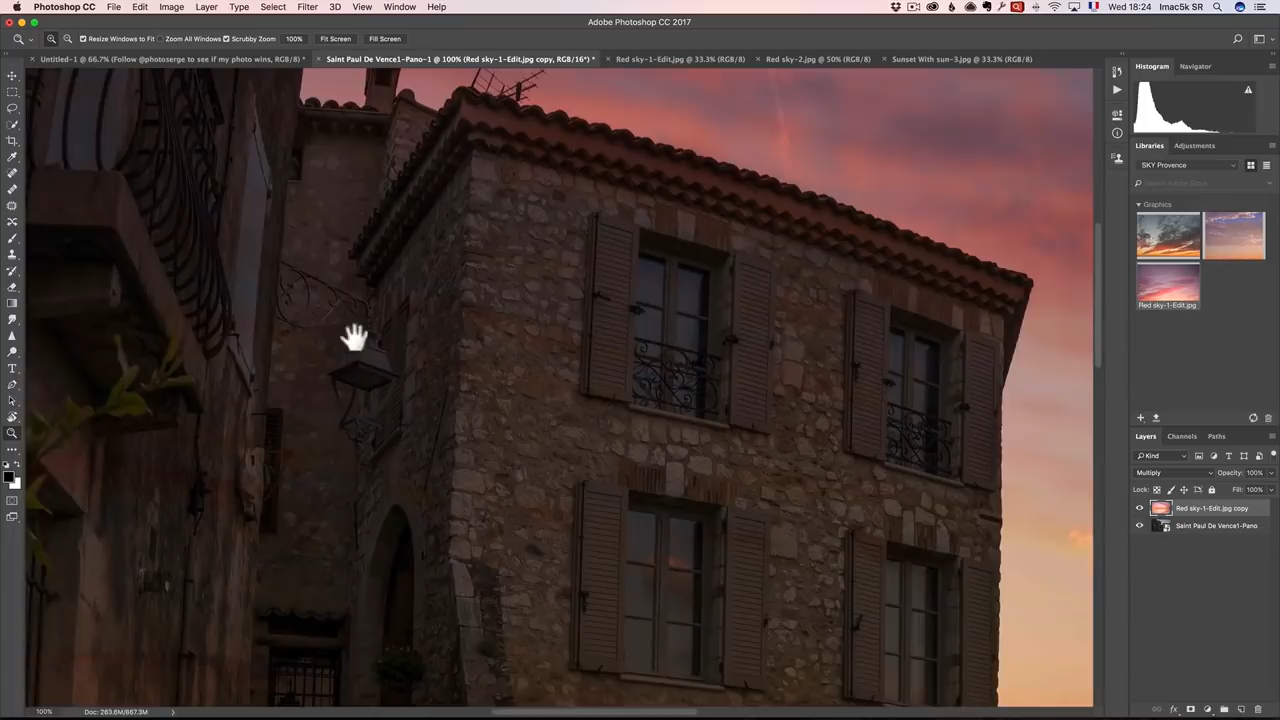 Photoshop CC File Edit Image Layer Type Select Filter 3D View Window Help Wed 18:24 Imac5k SR
Adobe Photoshop CC 2017
Resize Windows to Fit Zoom All Windows Scrubby Zoom 100% Fit Screen Fill Screen
Untitled-1 @ 66.7% (Follow @photoserge to see if my photo wins, RGB/8) * Saint Paul De Vence1-Pano-1 @ 100% (Red sky-1-Edit.jpg copy, RGB/16*) * Red sky-1-Edit.jpg @ 33.3% (RGB/8) Red sky-2.jpg @ 50% (RGB/8) Sunset With sun-3.jpg @ 33.3% (RGB/8)
Histogram Navigator
Libraries Adjustments
SKY Provence
Search Adobe Stock
Graphics
Red sky-1-Edit.jpg
Layers Channels Paths
Kind
Multiply Opacity: 100%
Lock: Fill: 100%
Red sky-1-Edit.jpg copy
Saint Paul De Vence1-Pano
100% Doc: 263.6M/667.3M